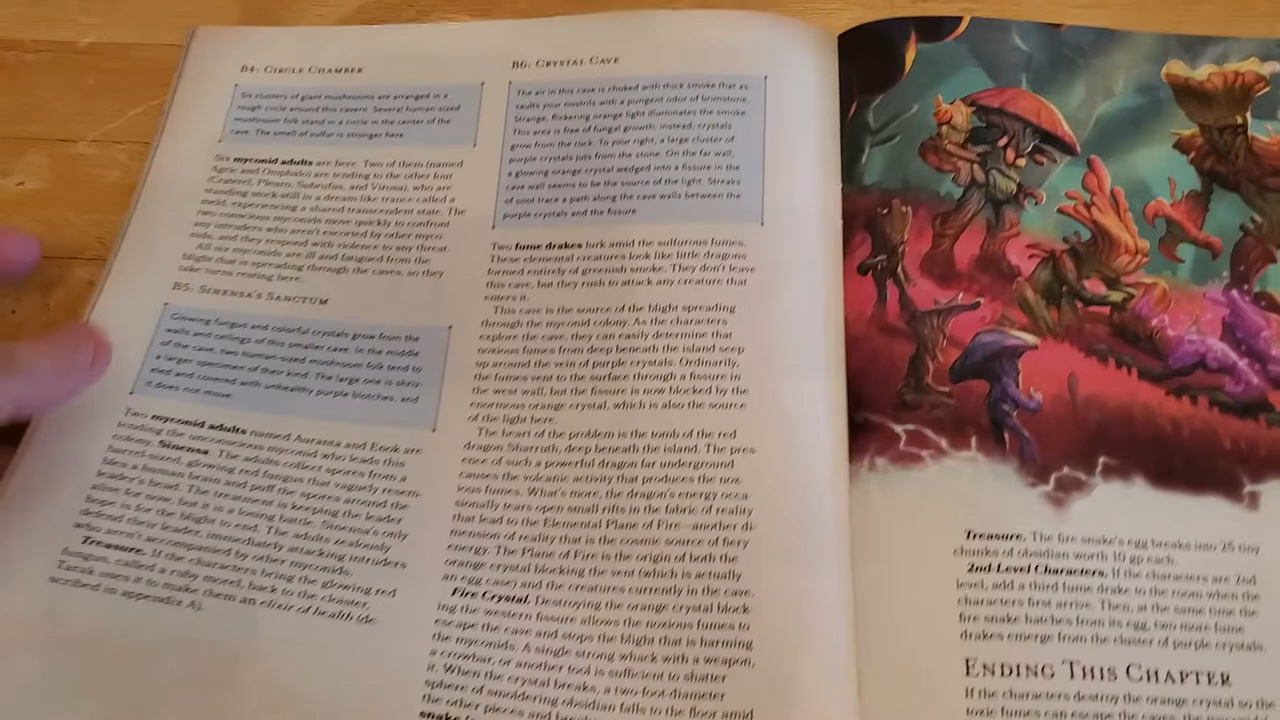 B4: Circle Chamber
Six clusters of giant mushrooms are arranged in a
rough circle around this cavern. Several human-sized
mushroom folk stand in a circle in the center of the
cave. The smell of sulfur is stronger here.
Six myconid adults are here. Two of them (named
Agric and Omphalo) are tending to the other four
(Craterel, Pleuro, Subrufus, and Virosa), who are
standing stock-still in a dream-like trance called a
meld, experiencing a shared transcendent state. The
two conscious myconids move quickly to confront
any intruders who aren't escorted by other myco-
nids, and they respond with violence to any threat.
All six myconids are ill and fatigued from the
blight that is spreading through the caves, so they
take turns resting here.
B5: Sinensa's Sanctum
Glowing fungus and colorful crystals grow from the
walls and ceilings of this smaller cave. In the middle
of the cave, two human-sized mushroom folk tend to
a larger specimen of their kind. The large one is shriv-
eled and covered with unhealthy purple blotches, and
it does not move.
Two myconid adults named Auranta and Enok are
tending the unconscious myconid who leads this
colony, Sinensa. The adults collect spores from a
barrel-sized, glowing red fungus that vaguely resem-
bles a human brain and puff the spores around the
leader's head. The treatment is keeping the leader
alive for now, but it is a losing battle. Sinensa's only
hope is for the blight to end. The adults zealously
defend their leader, immediately attacking intruders
who aren't accompanied by other myconids.
Treasure. If the characters bring the glowing red
fungus, called a ruby morel, back to the cloister,
Tarak uses it to make them an elixir of health (de-
scribed in appendix A).
B6: Crystal Cave
The air in this cave is choked with thick smoke that as-
saults your nostrils with a pungent odor of brimstone.
Strange, flickering orange light illuminates the smoke.
This area is free of fungal growth; instead, crystals
grow from the rock. To your right, a large cluster of
purple crystals juts from the stone. On the far wall,
a glowing orange crystal wedged into a fissure in the
cave wall seems to be the source of the light. Streaks
of soot trace a path along the cave walls between the
purple crystals and the fissure.
Two fume drakes lurk amid the sulfurous fumes.
These elemental creatures look like little dragons
formed entirely of greenish smoke. They don't leave
this cave, but they rush to attack any creature that
enters it.
This cave is the source of the blight spreading
through the myconid colony. As the characters
explore the cave, they can easily determine that
noxious fumes from deep beneath the island seep
up around the vein of purple crystals. Ordinarily,
the fumes vent to the surface through a fissure in
the west wall, but the fissure is now blocked by the
enormous orange crystal, which is also the source
of the light here.
The heart of the problem is the tomb of the red
dragon Sharruth, deep beneath the island. The pres-
ence of such a powerful dragon far underground
causes the volcanic activity that produces the nox-
ious fumes. What's more, the dragon's energy occa-
sionally tears open small rifts in the fabric of reality
that lead to the Elemental Plane of Fire—another di-
mension of reality that is the cosmic source of fiery
energy. The Plane of Fire is the origin of both the
orange crystal blocking the vent (which is actually
an egg case) and the creatures currently in the cave.
Fire Crystal. Destroying the orange crystal block-
ing the western fissure allows the noxious fumes to
escape the cave and stops the blight that is harming
the myconids. A single strong whack with a weapon,
a crowbar, or another tool is sufficient to shatter
it. When the crystal breaks, a two-foot-diameter
sphere of smoldering obsidian falls to the floor amid
the other pieces and
snake
Treasure. The fire snake's egg breaks into 25 tiny
chunks of obsidian worth 10 gp each.
2nd-Level Characters. If the characters are 2nd
level, add a third fume drake to the room when the
characters first arrive. Then, at the same time the
fire snake hatches from its egg, two more fume
drakes emerge from the cluster of purple crystals.
Ending This Chapter
If the characters destroy the orange crystal so the
toxic fumes can escape the